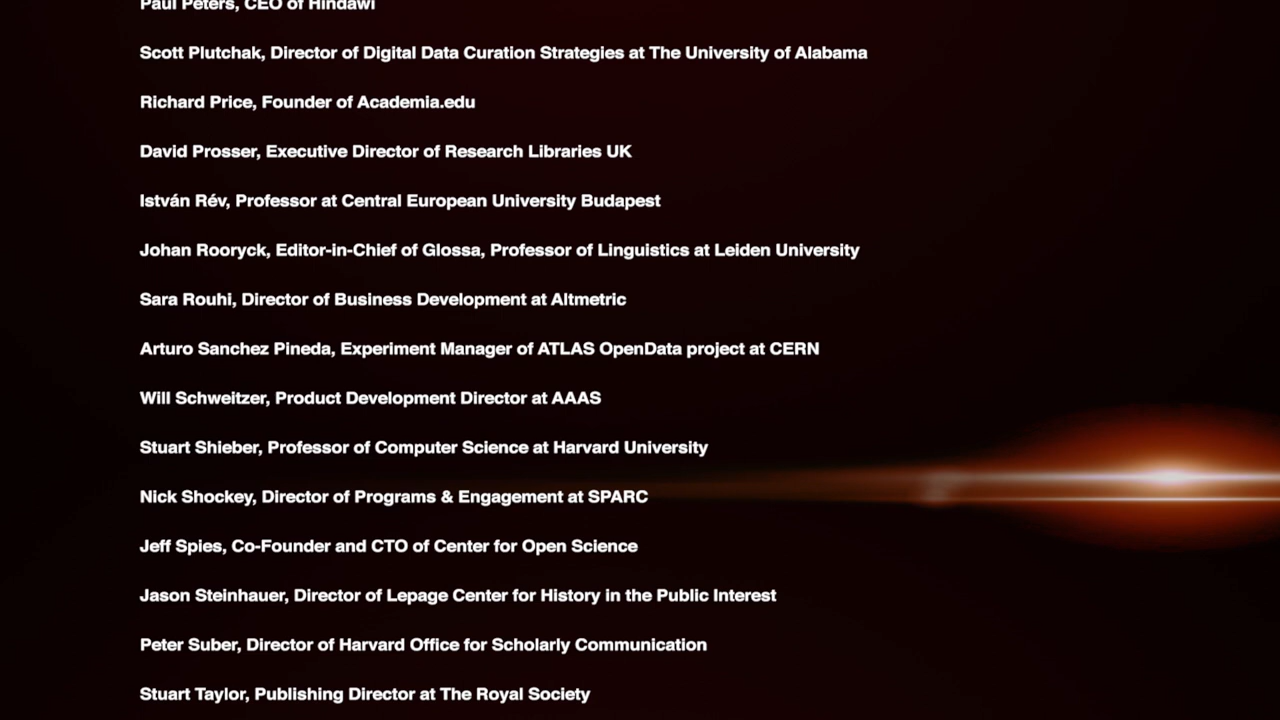 Paul Peters, CEO of Hindawi
Scott Plutchak, Director of Digital Data Curation Strategies at The University of Alabama
Richard Price, Founder of Academia.edu
David Prosser, Executive Director of Research Libraries UK
István Rév, Professor at Central European University Budapest
Johan Rooryck, Editor-in-Chief of Glossa, Professor of Linguistics at Leiden University
Sara Rouhi, Director of Business Development at Altmetric
Arturo Sanchez Pineda, Experiment Manager of ATLAS OpenData project at CERN
Will Schweitzer, Product Development Director at AAAS
Stuart Shieber, Professor of Computer Science at Harvard University
Nick Shockey, Director of Programs & Engagement at SPARC
Jeff Spies, Co-Founder and CTO of Center for Open Science
Jason Steinhauer, Director of Lepage Center for History in the Public Interest
Peter Suber, Director of Harvard Office for Scholarly Communication
Stuart Taylor, Publishing Director at The Royal Society